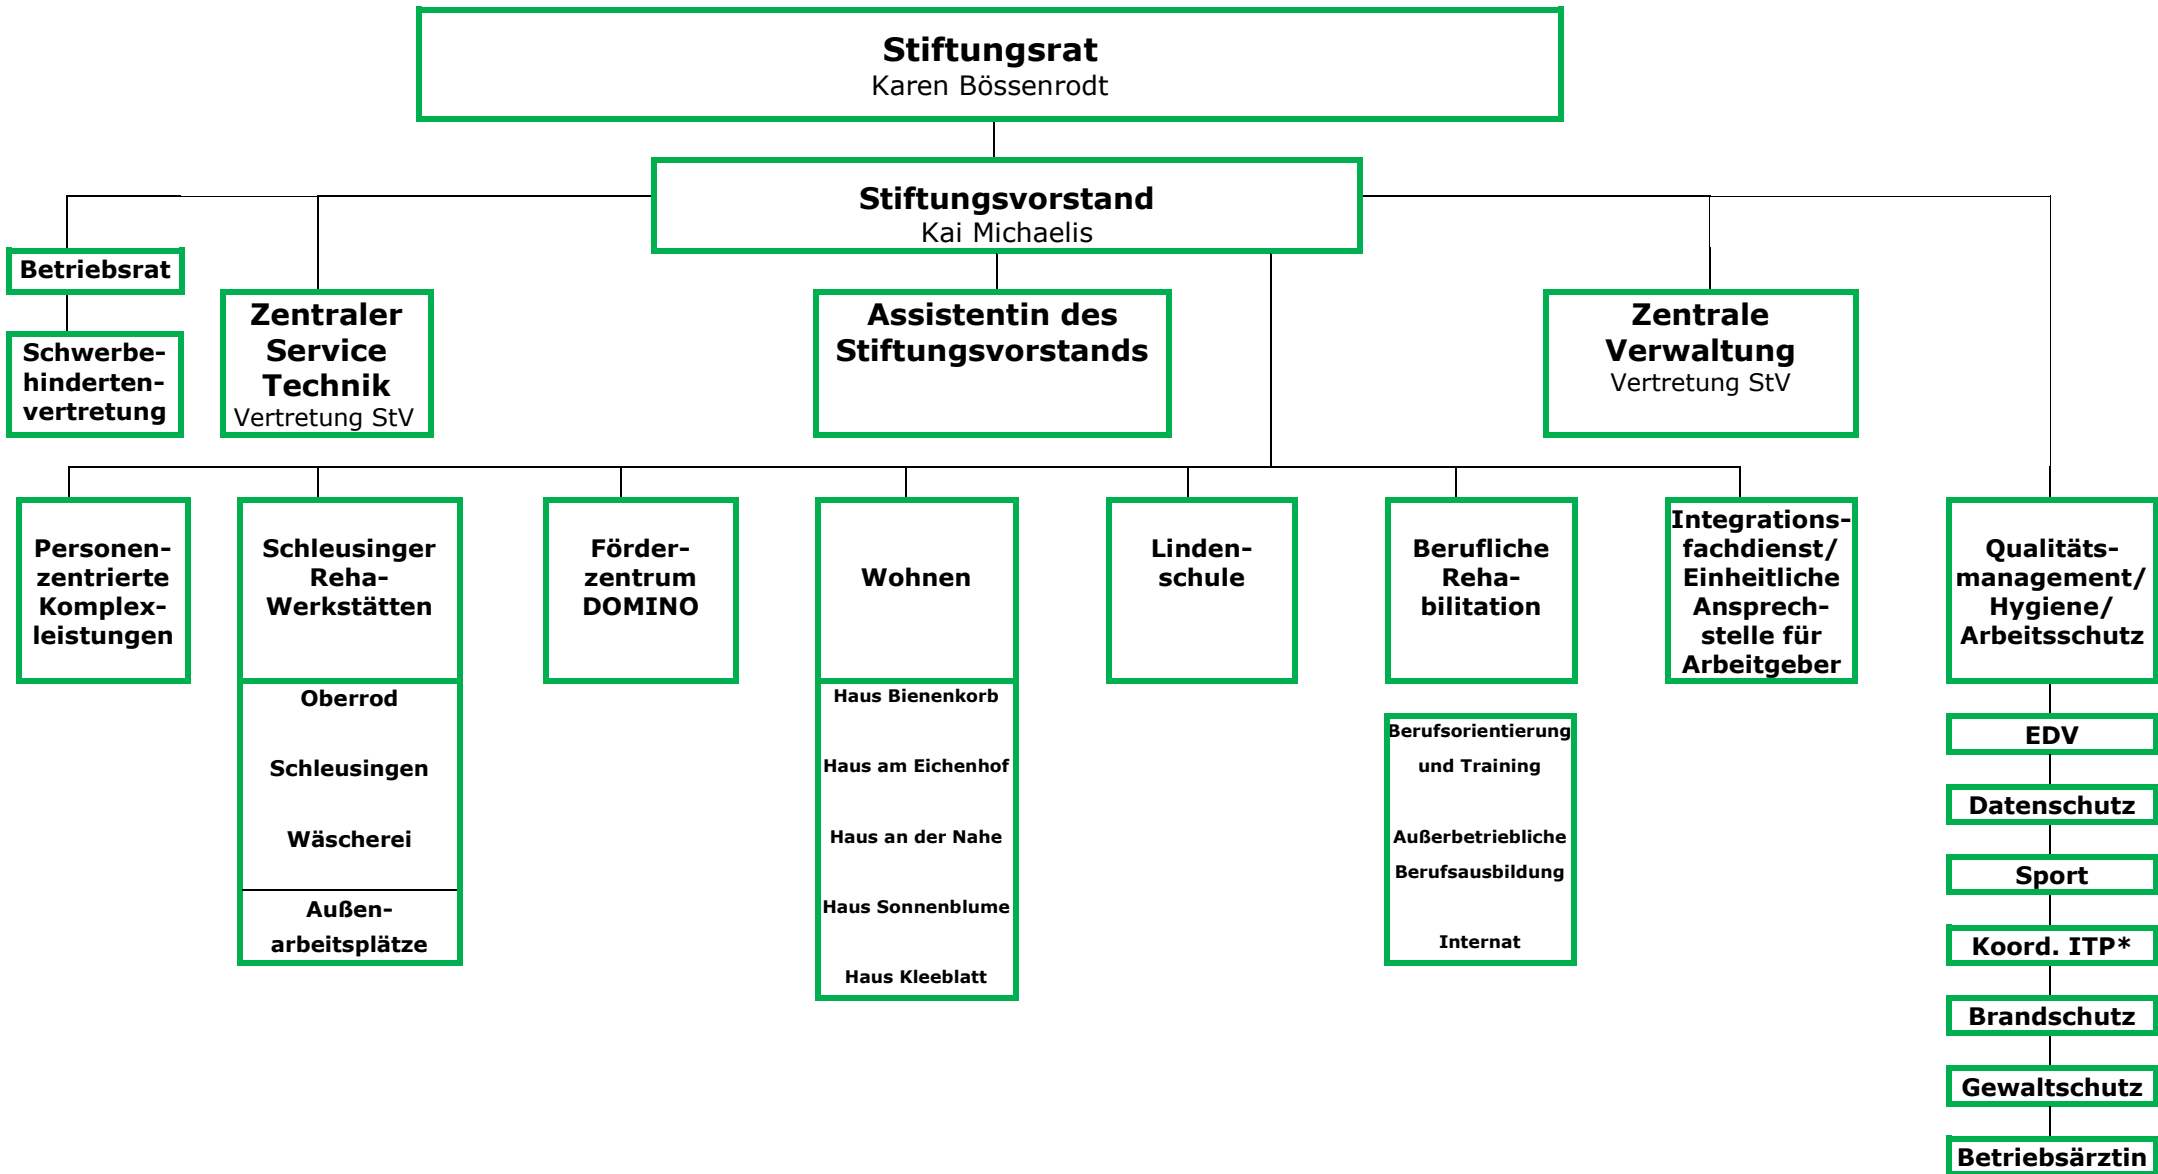 Stiftungsrat
Karen Bössenrodt
Stiftungsvorstand
Kai Michaelis
Betriebsrat
Schwerbe-
hinderten-
vertretung
Zentraler
Service
Technik
Vertretung StV
Assistentin des
Stiftungsvorstands
Zentrale
Verwaltung
Vertretung StV
Personen-
zentrierte
Komplex-
leistungen
Schleusinger
Reha-
Werkstätten
Oberrod
Schleusingen
Wäscherei
Außen-
arbeitsplätze
Förder-
zentrum
DOMINO
Wohnen
Haus Bienenkorb
Haus am Eichenhof
Haus an der Nahe
Haus Sonnenblume
Haus Kleeblatt
Linden-
schule
Berufliche
Reha-
bilitation
Berufsorientierung
und Training
Außerbetriebliche
Berufsausbildung
Internat
Integrations-
fachdienst/
Einheitliche
Ansprech-
stelle für
Arbeitgeber
Qualitäts-
management/
Hygiene/
Arbeitsschutz
EDV
Datenschutz
Sport
Koord. ITP*
Brandschutz
Gewaltschutz
Betriebsärztin